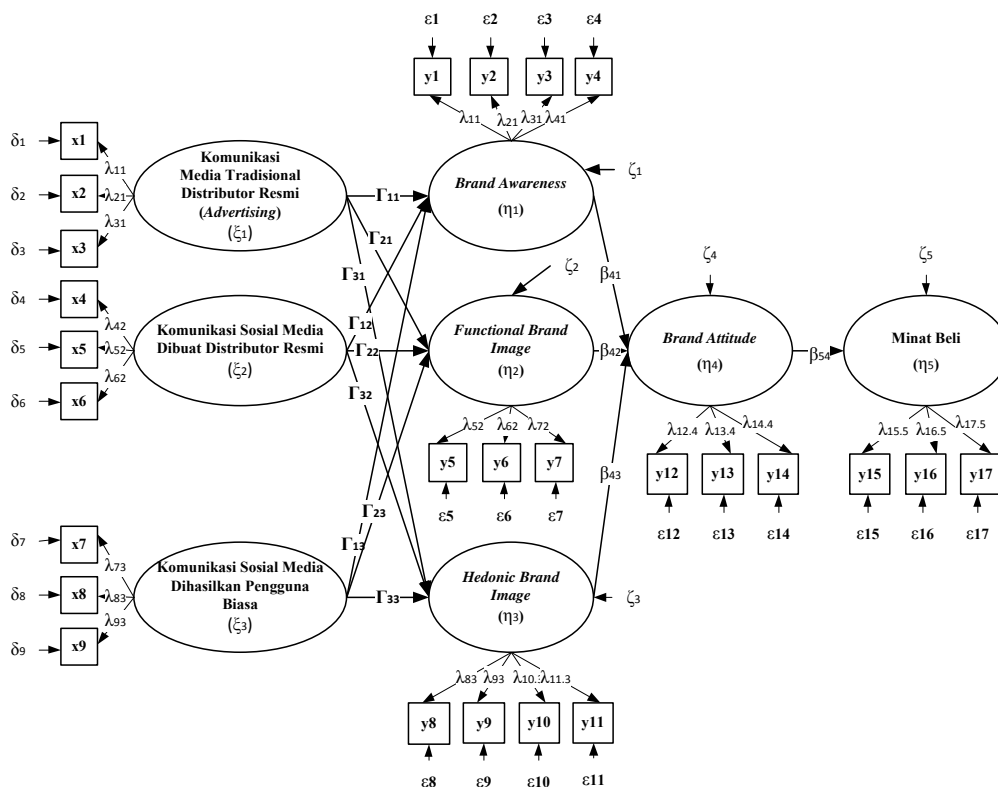 ε1 ε2 ε3 ε4
y1 y2 y3 y4
λ11 λ21 λ31 λ41
δ1 x1
δ2 x2
δ3 x3
λ11
λ21
λ31
Komunikasi
Media Tradisional
Distributor Resmi
(Advertising)
(ξ1)
Γ11
Γ21
Γ31
Brand Awareness
(η1)
ζ1
δ4 x4
δ5 x5
δ6 x6
λ42
λ52
λ62
Komunikasi Sosial Media
Dibuat Distributor Resmi
(ξ2)
Γ12
Γ22
Γ32
ζ2
Functional Brand
Image
(η2)
λ52 λ62 λ72
y5 y6 y7
ε5 ε6 ε7
β41
β42
β43
ζ4
Brand Attitude
(η4)
λ12.4 λ13.4 λ14.4
y12 y13 y14
ε12 ε13 ε14
β54
ζ5
Minat Beli
(η5)
λ15.5 λ16.5 λ17.5
y15 y16 y17
ε15 ε16 ε17
δ7 x7
δ8 x8
δ9 x9
λ73
λ83
λ93
Komunikasi Sosial Media
Dihasilkan Pengguna
Biasa
(ξ3)
Γ23
Γ13
Γ33
Hedonic Brand
Image
(η3)
ζ3
λ83 λ93 λ10.3 λ11.3
y8 y9 y10 y11
ε8 ε9 ε10 ε11